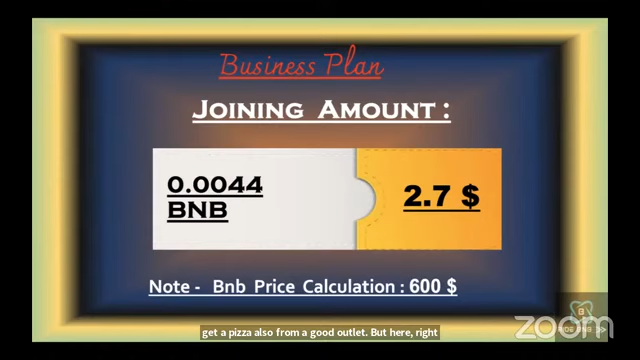 Business Plan
JOINING AMOUNT :
0.0044
BNB
2.7 $
Note - Bnb Price Calculation : 600 $
get a pizza also from a good outlet. But here, right
zoom